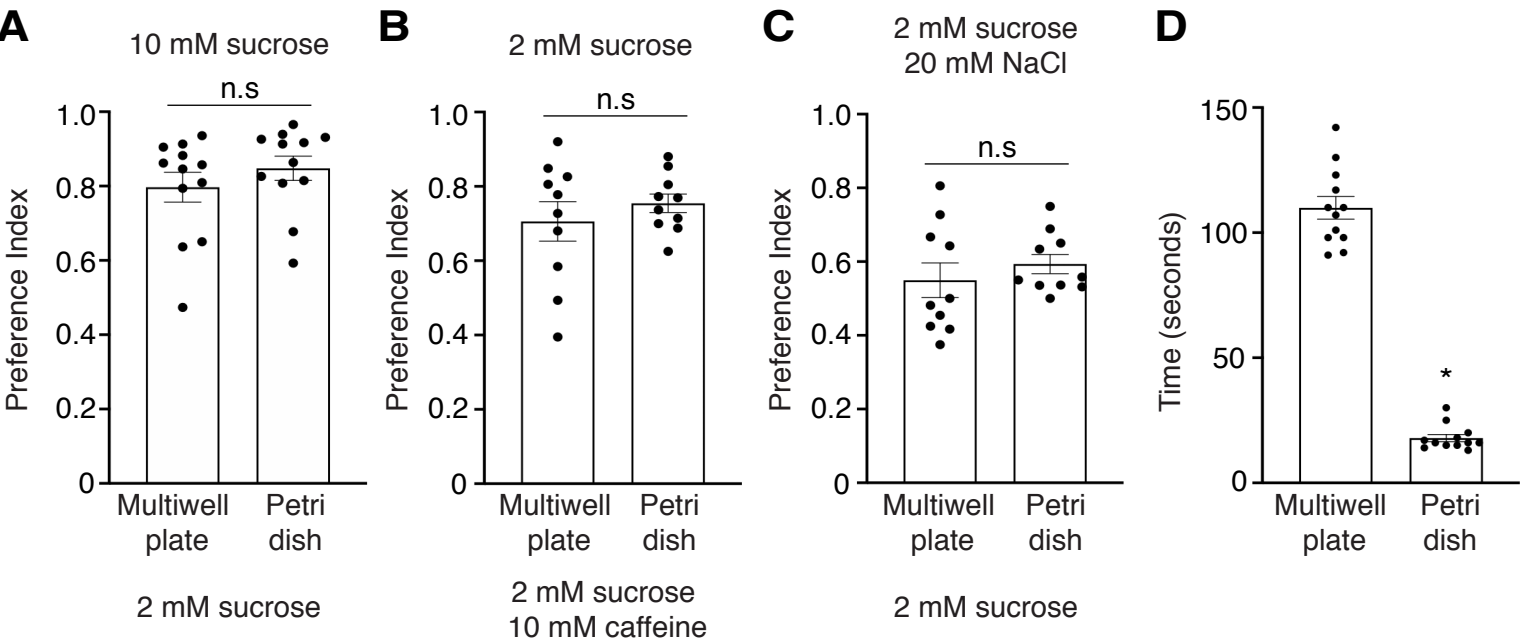 A
10 mM sucrose
n.s
Preference Index
1.0
0.8
0.6
0.4
0.2
0
Multiwell
plate
Petri
dish
2 mM sucrose
B
2 mM sucrose
n.s
Preference Index
1.0
0.8
0.6
0.4
0.2
0
Multiwell
plate
Petri
dish
2 mM sucrose
10 mM caffeine
C
2 mM sucrose
20 mM NaCl
n.s
Preference Index
1.0
0.8
0.6
0.4
0.2
0
Multiwell
plate
Petri
dish
2 mM sucrose
D
Time (seconds)
150
100
50
0
*
Multiwell
plate
Petri
dish